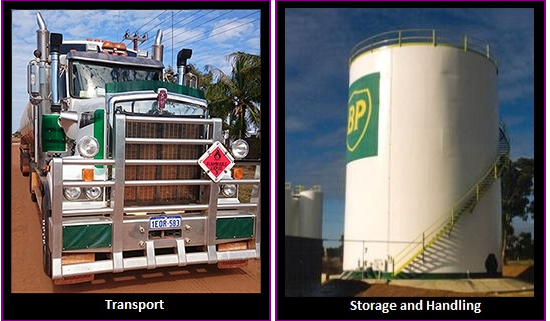 1EOR·583
Transport
BP
Storage and Handling